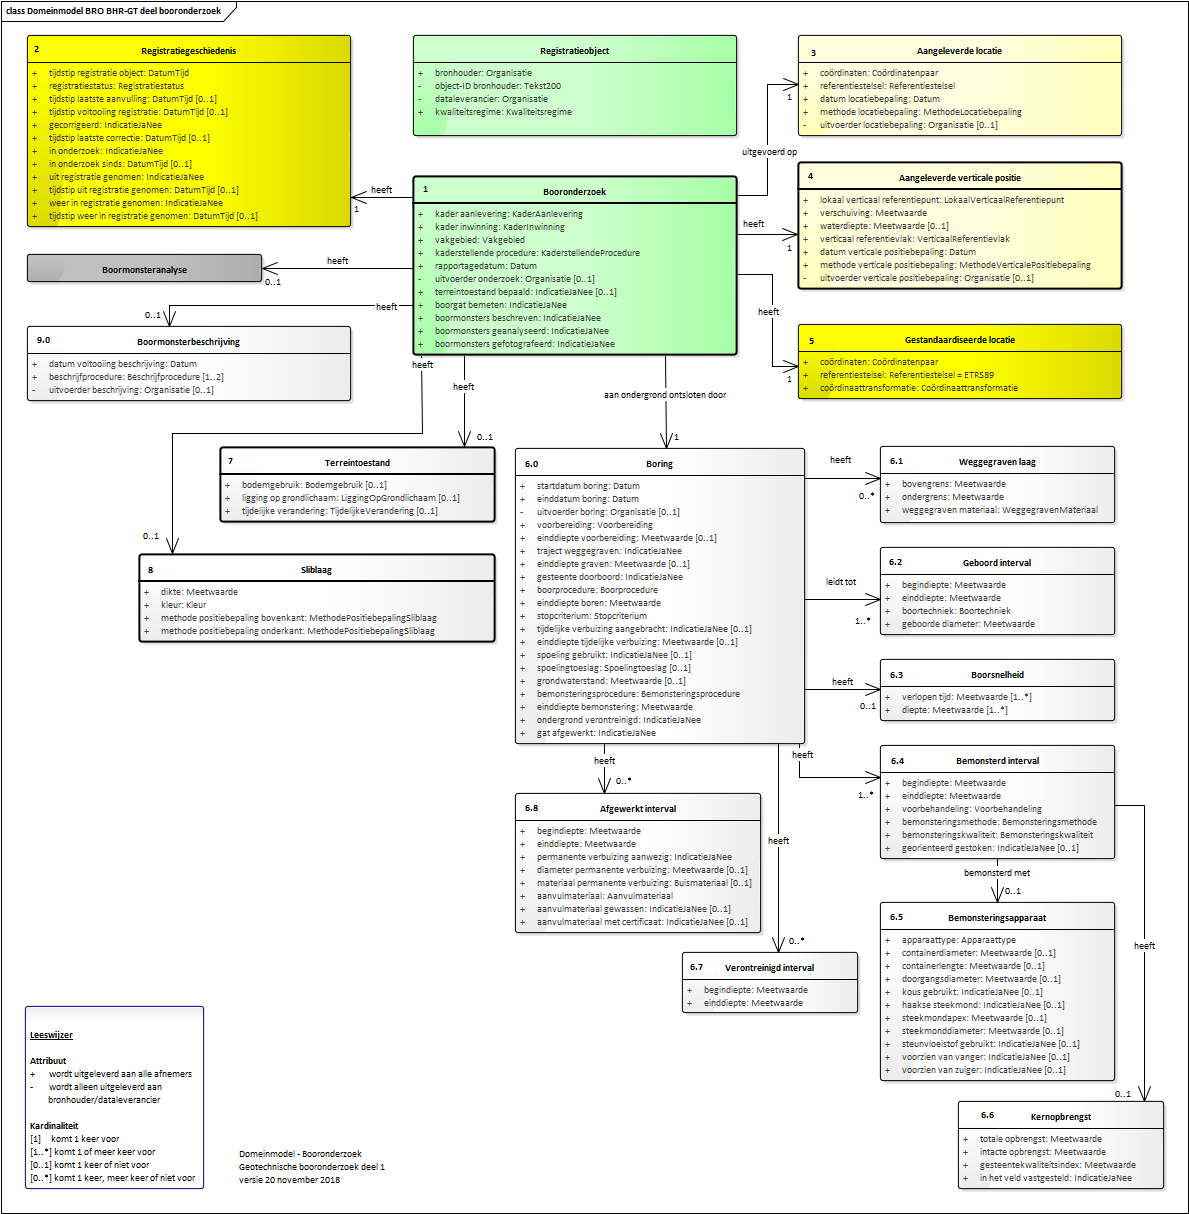 class Domeinmodel BRO BHR-GT deel booronderzoek
2 Registratiegeschiedenis
+ tijdstip registratie object: DatumTijd
+ registratiestatus: Registratiestatus
+ tijdstip laatste aanvulling: DatumTijd [0..1]
+ tijdstip voltooiing registratie: DatumTijd [0..1]
+ gecorrigeerd: IndicatieJaNee
+ tijdstip laatste correctie: DatumTijd [0..1]
+ in onderzoek: IndicatieJaNee
+ in onderzoek sinds: DatumTijd [0..1]
+ uit registratie genomen: IndicatieJaNee
+ tijdstip uit registratie genomen: DatumTijd [0..1]
+ weer in registratie genomen: IndicatieJaNee
+ tijdstip weer in registratie genomen: DatumTijd [0..1]
Registratieobject
+ bronhouder: Organisatie
- object-ID bronhouder: Tekst200
- dataleverancier: Organisatie
+ kwaliteitsregime: Kwaliteitsregime
3 Aangeleverde locatie
+ coördinaten: Coördinatenpaar
+ referentiestelsel: Referentiestelsel
+ datum locatiebepaling: Datum
+ methode locatiebepaling: MethodeLocatiebepaling
- uitvoerder locatiebepaling: Organisatie [0..1]
1
uitgevoerd op
1 Booronderzoek
+ kader aanlevering: KaderAanlevering
+ kader inwinning: KaderInwinning
+ vakgebied: Vakgebied
+ kaderstellende procedure: KaderstellendeProcedure
+ rapportagedatum: Datum
- uitvoerder onderzoek: Organisatie [0..1]
+ terreintoestand bepaald: IndicatieJaNee [0..1]
+ boorgat bemeten: IndicatieJaNee
+ boormonsters beschreven: IndicatieJaNee
+ boormonsters geanalyseerd: IndicatieJaNee
+ boormonsters gefotografeerd: IndicatieJaNee
heeft
1
4 Aangeleverde verticale positie
+ lokaal verticaal referentiepunt: LokaalVerticaalReferentiepunt
+ verschuiving: Meetwaarde
+ waterdiepte: Meetwaarde [0..1]
+ verticaal referentievlak: VerticaalReferentievlak
+ datum verticale positiebepaling: Datum
+ methode verticale positiebepaling: MethodeVerticalePositiebepaling
- uitvoerder verticale positiebepaling: Organisatie [0..1]
heeft
1
Boormonsteranalyse
heeft
0..1
heeft
0..1
9.0 Boormonsterbeschrijving
+ datum voltooiing beschrijving: Datum
+ beschrijfprocedure: Beschrijfprocedure [1..2]
- uitvoerder beschrijving: Organisatie [0..1]
heeft
1
5 Gestandaardiseerde locatie
+ coördinaten: Coördinatenpaar
+ referentiestelsel: Referentiestelsel = ETRS89
+ coördinaattransformatie: Coördinaattransformatie
heeft
heeft
aan ondergrond ontsloten door
0..1
1
7 Terreintoestand
+ bodemgebruik: Bodemgebruik [0..1]
+ ligging op grondlichaam: LiggingOpGrondlichaam [0..1]
+ tijdelijke verandering: TijdelijkeVerandering [0..1]
0..1
8 Sliblaag
+ dikte: Meetwaarde
+ kleur: Kleur
+ methode positiebepaling bovenkant: MethodePositiebepalingSliblaag
+ methode positiebepaling onderkant: MethodePositiebepalingSliblaag
6.0 Boring
+ startdatum boring: Datum
+ einddatum boring: Datum
- uitvoerder boring: Organisatie [0..1]
+ voorbereiding: Voorbereiding
+ einddiepte voorbereiding: Meetwaarde [0..1]
+ traject weggegraven: IndicatieJaNee
+ einddiepte graven: Meetwaarde [0..1]
+ gesteente doorboord: IndicatieJaNee
+ boorprocedure: Boorprocedure
+ einddiepte boren: Meetwaarde
+ stopcriterium: Stopcriterium
+ tijdelijke verbuizing aangebracht: IndicatieJaNee [0..1]
+ einddiepte tijdelijke verbuizing: Meetwaarde [0..1]
+ spoeling gebruikt: IndicatieJaNee [0..1]
+ spoelingtoeslag: Spoelingtoeslag [0..1]
+ grondwaterstand: Meetwaarde [0..1]
+ bemonsteringsprocedure: Bemonsteringsprocedure
+ einddiepte bemonstering: Meetwaarde
+ ondergrond verontreinigd: IndicatieJaNee
+ gat afgewerkt: IndicatieJaNee
heeft
0..*
6.1 Weggegraven laag
+ bovengrens: Meetwaarde
+ ondergrens: Meetwaarde
+ weggegraven materiaal: WeggegravenMateriaal
leidt tot
1..*
6.2 Geboord interval
+ begindiepte: Meetwaarde
+ einddiepte: Meetwaarde
+ boortechniek: Boortechniek
+ geboorde diameter: Meetwaarde
heeft
0..1
6.3 Boorsnelheid
+ verlopen tijd: Meetwaarde [1..*]
+ diepte: Meetwaarde [1..*]
heeft
1..*
6.4 Bemonsterd interval
+ begindiepte: Meetwaarde
+ einddiepte: Meetwaarde
+ voorbehandeling: Voorbehandeling
+ bemonsteringsmethode: Bemonsteringsmethode
+ bemonsteringskwaliteit: Bemonsteringskwaliteit
+ georienteerd gestoken: IndicatieJaNee [0..1]
heeft
0..*
6.8 Afgewerkt interval
+ begindiepte: Meetwaarde
+ einddiepte: Meetwaarde
+ permanente verbuizing aanwezig: IndicatieJaNee
+ diameter permanente verbuizing: Meetwaarde [0..1]
+ materiaal permanente verbuizing: Buismateriaal [0..1]
+ aanvulmateriaal: Aanvulmateriaal
+ aanvulmateriaal gewassen: IndicatieJaNee [0..1]
+ aanvulmateriaal met certificaat: IndicatieJaNee [0..1]
heeft
0..*
6.7 Verontreinigd interval
+ begindiepte: Meetwaarde
+ einddiepte: Meetwaarde
bemonsterd met
0..1
6.5 Bemonsteringsapparaat
+ apparaattype: Apparaattype
+ containerdiameter: Meetwaarde [0..1]
+ containerlengte: Meetwaarde [0..1]
+ doorgangsdiameter: Meetwaarde [0..1]
+ kous gebruikt: IndicatieJaNee [0..1]
+ haakse steekmond: IndicatieJaNee [0..1]
+ steekmondapex: Meetwaarde [0..1]
+ steekmonddiameter: Meetwaarde [0..1]
+ steunvloeistof gebruikt: IndicatieJaNee [0..1]
+ voorzien van vanger: IndicatieJaNee [0..1]
+ voorzien van zuiger: IndicatieJaNee [0..1]
heeft
0..1
6.6 Kernopbrengst
+ totale opbrengst: Meetwaarde
+ intacte opbrengst: Meetwaarde
+ gesteentekwaliteitsindex: Meetwaarde
+ in het veld vastgesteld: IndicatieJaNee
Leeswijzer
Attribuut
+ wordt uitgeleverd aan alle afnemers
- wordt alleen uitgeleverd aan
bronhouder/dataleverancier
Kardinaliteit
[1] komt 1 keer voor
[1..*] komt 1 of meer keer voor
[0..1] komt 1 keer of niet voor
[0..*] komt 1 keer, meer keer of niet voor
Domeinmodel - Booronderzoek
Geotechnische booronderzoek deel 1
versie 20 november 2018